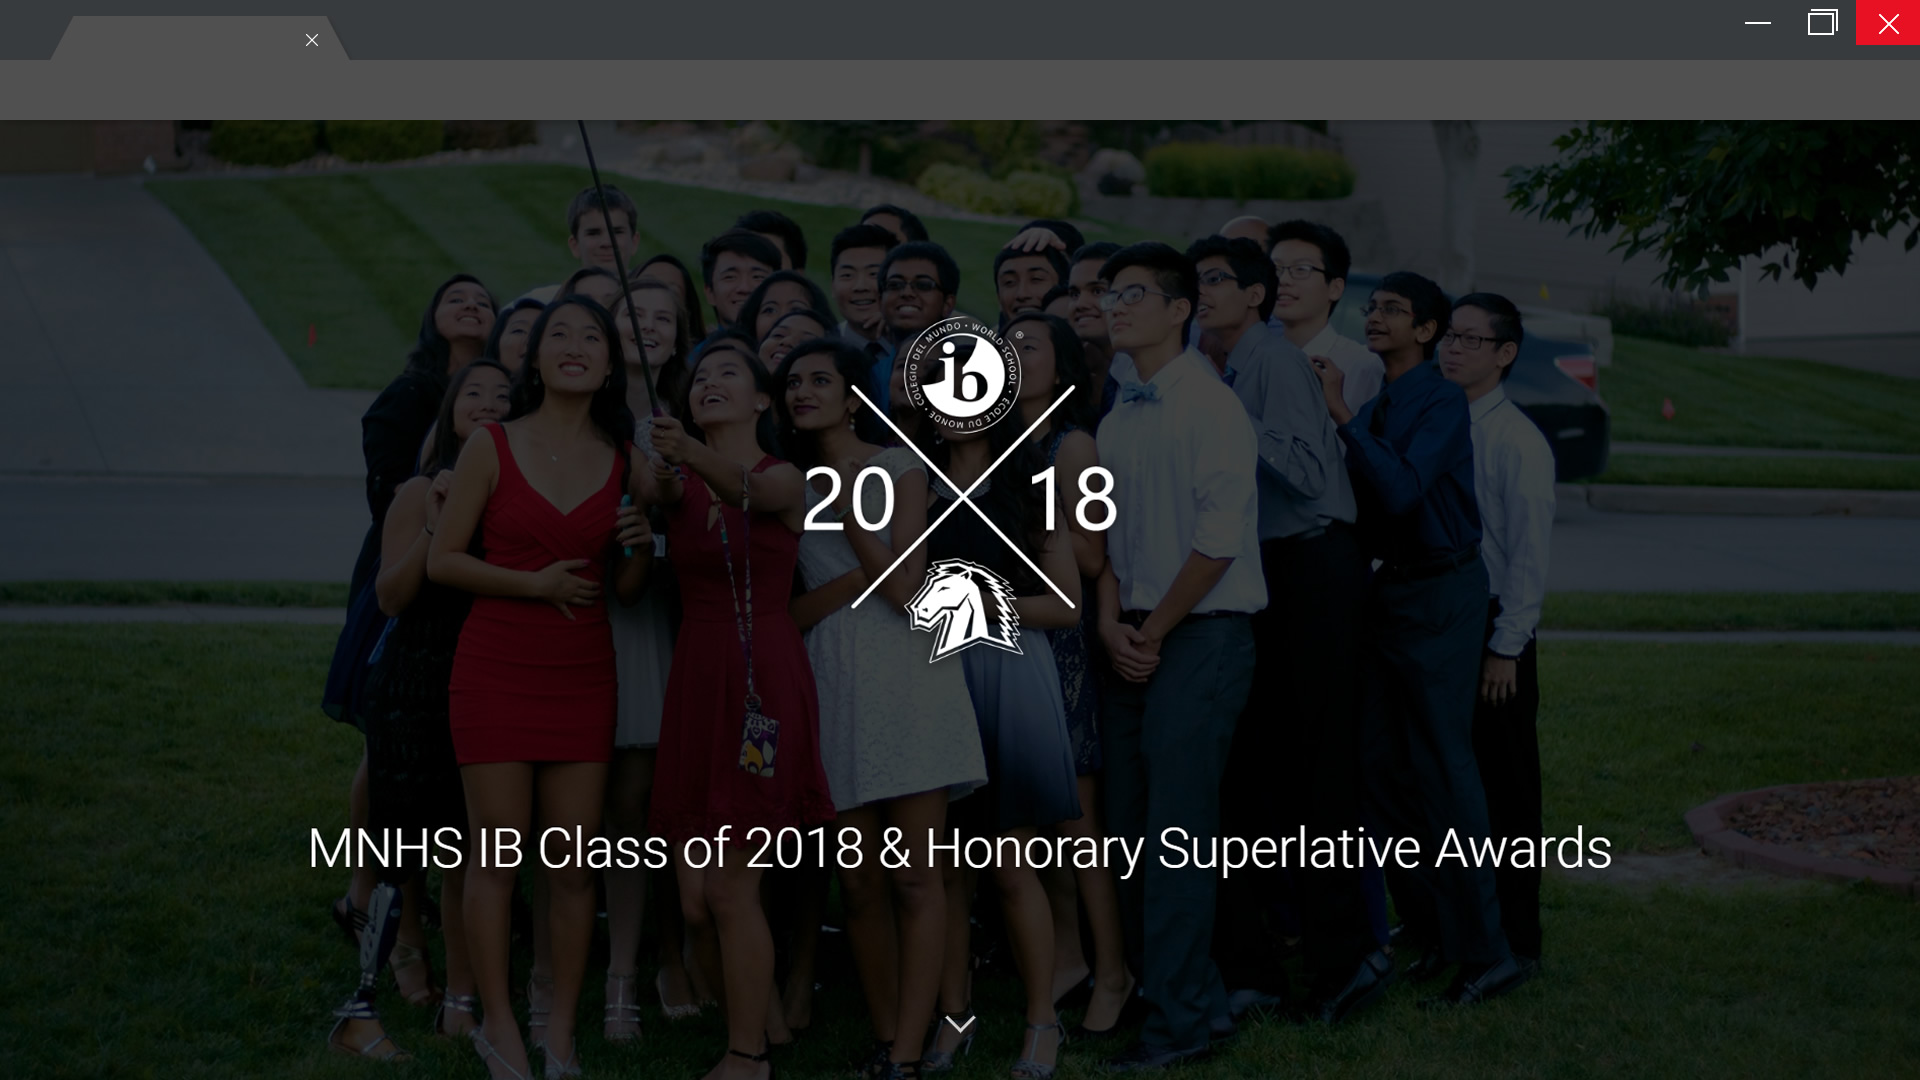 COLEGIO DEL MUNDO • WORLD SCHOOL • ÉCOLE DU MONDE •
®
ib
20 18
MNHS IB Class of 2018 & Honorary Superlative Awards